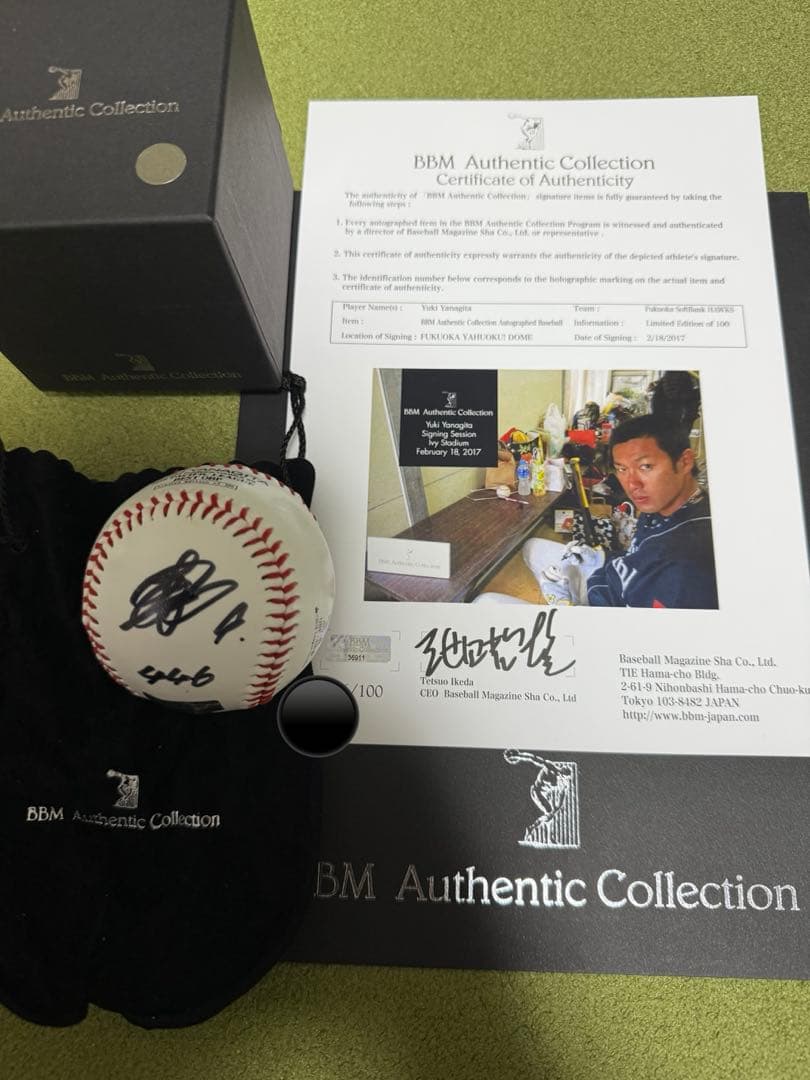 Authentic Collection
BBM Authentic Collection
BBM Authentic Collection
Certificate of Authenticity
The authenticity of 「BBM Authentic Collection」 signature items is fully guaranteed by taking the
following steps :
1. Every autographed item in the BBM Authentic Collection Program is witnessed and authenticated
by a director of Baseball Magazine Sha Co., Ltd. or representative .
2. This certificate of authenticity expressly warrants the authenticity of the depicted athlete's signature.
3. The identification number below corresponds to the holographic marking on the actual item and
certificate of authenticity.
Player Name(s) : Yuki Yanagita Team : Fukuoka SoftBank HAWKS
Item : BBM Authentic Collection Autographed Baseball Information : Limited Edition of 100
Location of Signing : FUKUOKA YAHUOKU! DOME Date of Signing : 2/18/2017
BBM Authentic Collection
Yuki Yanagita
Signing Session
Ivy Stadium
February 18, 2017
BBM Authentic Collection
BEST OBP
.446
BBM
36911
/100
Tetsuo Ikeda
CEO Baseball Magazine Sha Co., Ltd
Baseball Magazine Sha Co., Ltd.
TIE Hama-cho Bldg.
2-61-9 Nihonbashi Hama-cho Chuo-ku
Tokyo 103-8482 JAPAN
http://www.bbm-japan.com
BBM Authentic Collection
BM Authentic Collection